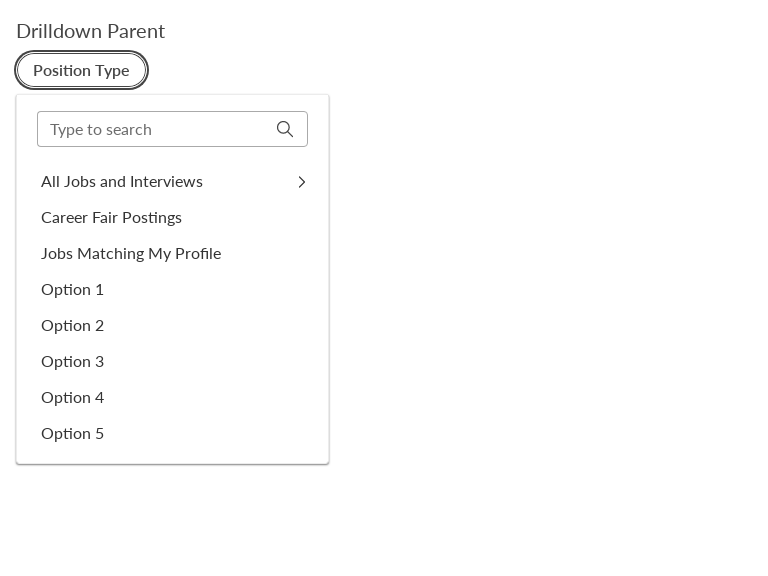 Drilldown Parent
Position Type
Type to search
All Jobs and Interviews
Career Fair Postings
Jobs Matching My Profile
Option 1
Option 2
Option 3
Option 4
Option 5